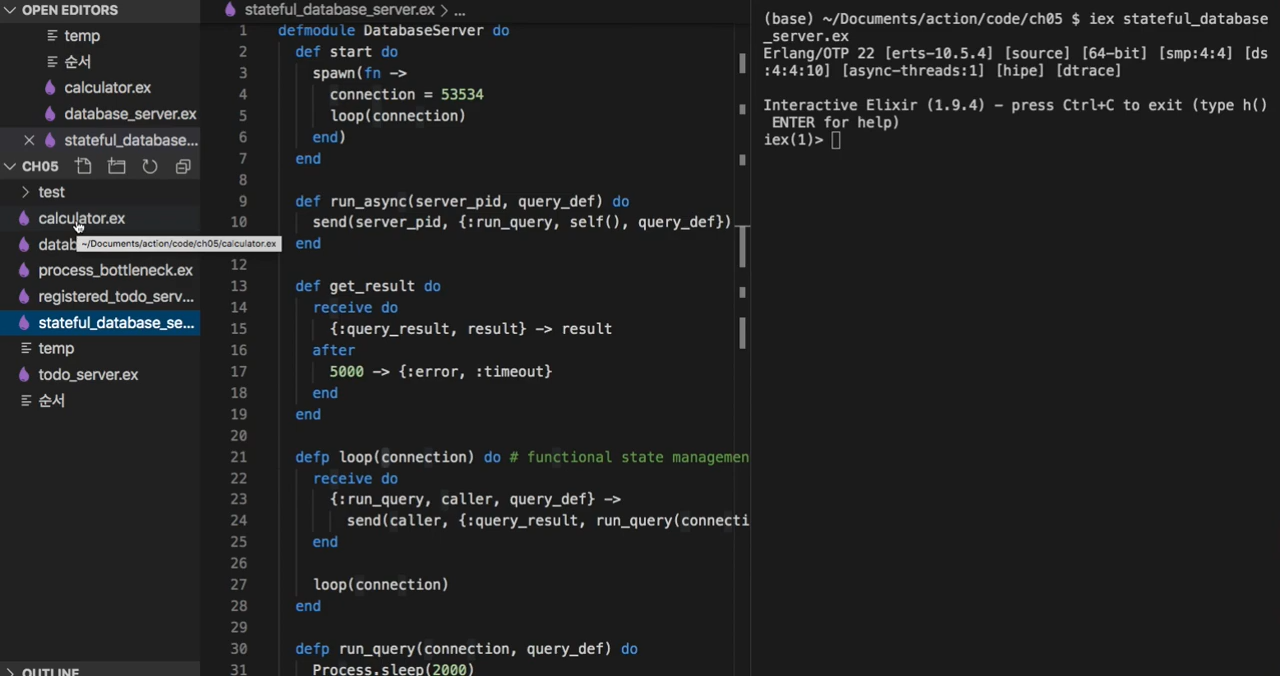 OPEN EDITORS
temp
순서
calculator.ex
database_server.ex
stateful_database...
CH05
test
calculator.ex
datab
~/Documents/action/code/ch05/calculator.ex
process_bottleneck.ex
registered_todo_serv...
stateful_database_se...
temp
todo_server.ex
순서
OUTLINE
stateful_database_server.ex > ...
1 defmodule DatabaseServer do
2 def start do
3 spawn(fn ->
4 connection = 53534
5 loop(connection)
6 end)
7 end
8
9 def run_async(server_pid, query_def) do
10 send(server_pid, {:run_query, self(), query_def})
11 end
12
13 def get_result do
14 receive do
15 {:query_result, result} -> result
16 after
17 5000 -> {:error, :timeout}
18 end
19 end
20
21 defp loop(connection) do # functional state managemen
22 receive do
23 {:run_query, caller, query_def} ->
24 send(caller, {:query_result, run_query(connecti
25 end
26
27 loop(connection)
28 end
29
30 defp run_query(connection, query_def) do
31 Process.sleep(2000)
(base) ~/Documents/action/code/ch05 $ iex stateful_database
_server.ex
Erlang/OTP 22 [erts-10.5.4] [source] [64-bit] [smp:4:4] [ds
:4:4:10] [async-threads:1] [hipe] [dtrace]
Interactive Elixir (1.9.4) - press Ctrl+C to exit (type h()
ENTER for help)
iex(1)>